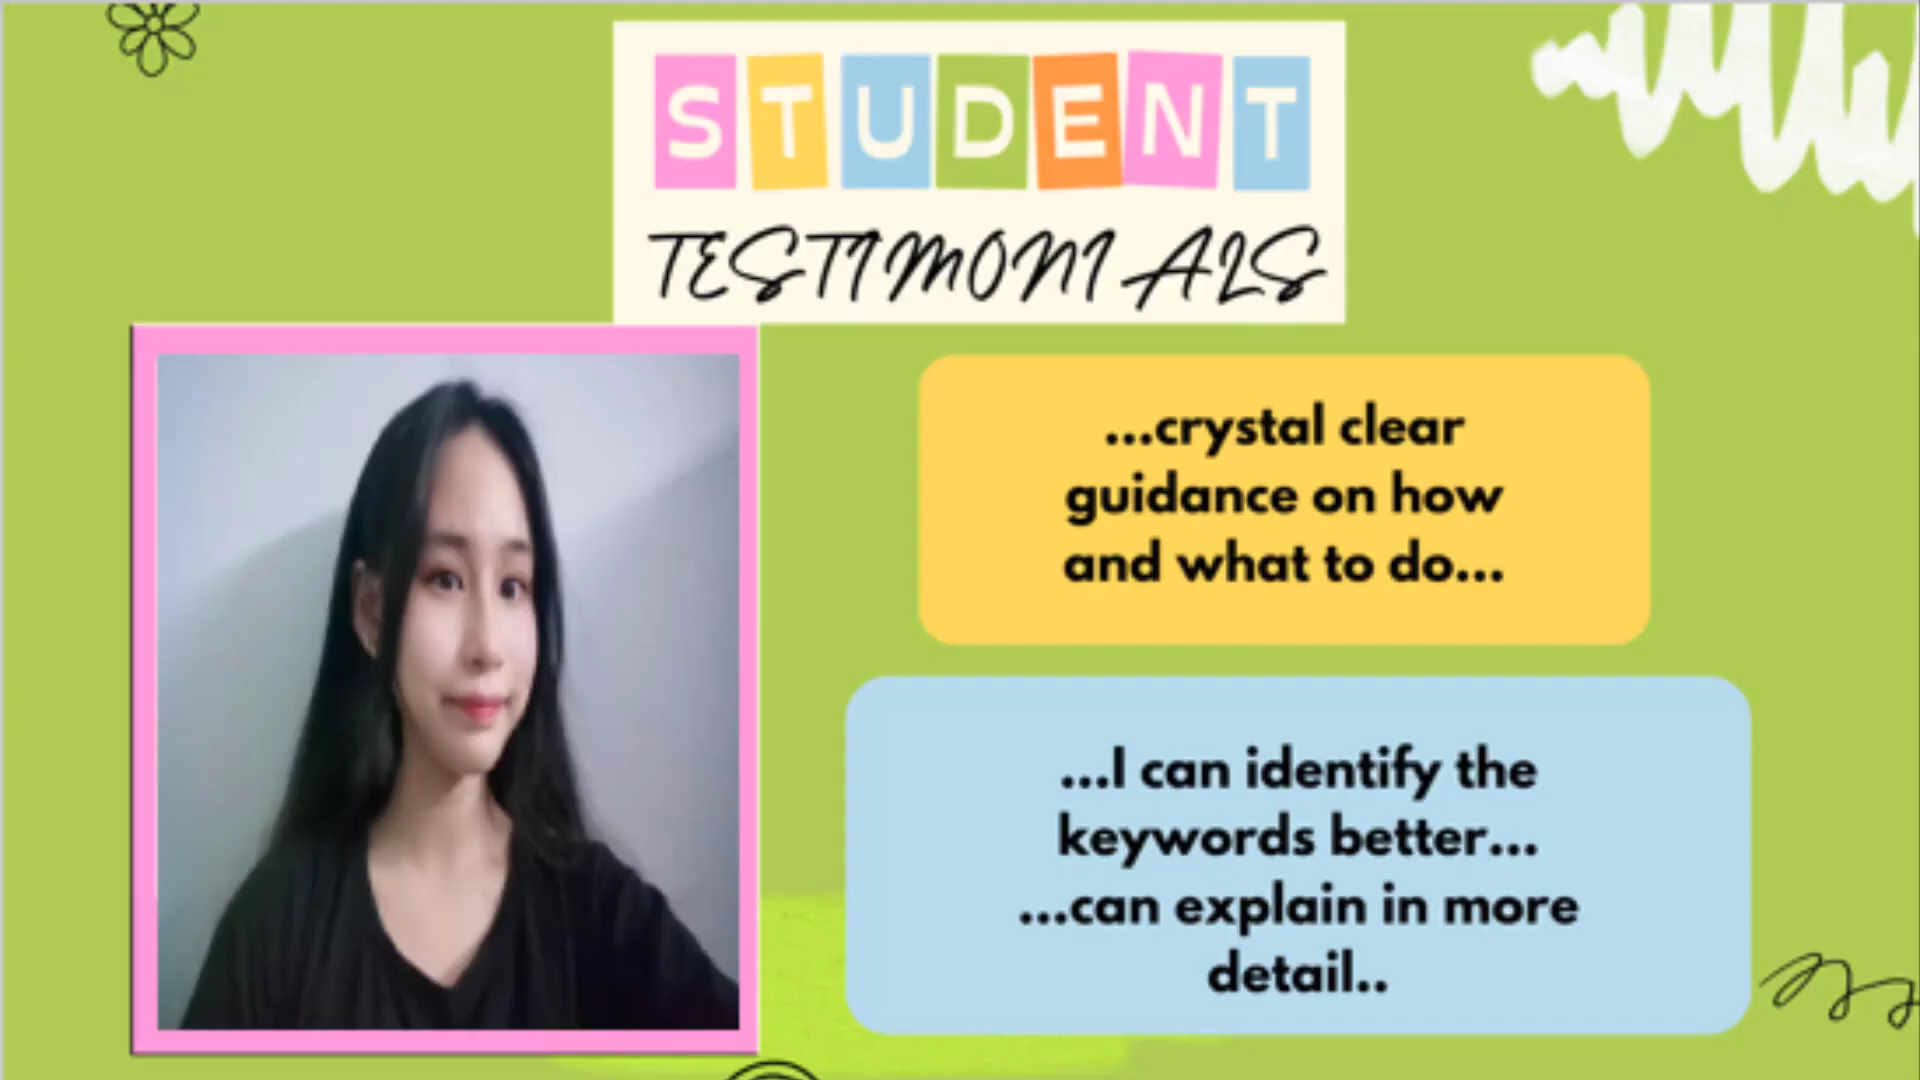 STUDENT
TESTIMONIALS
...crystal clear
guidance on how
and what to do...
...I can identify the
keywords better...
...can explain in more
detail..